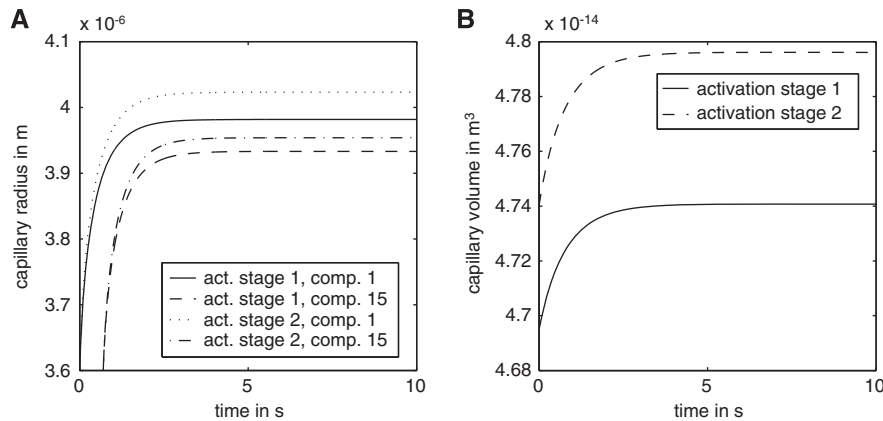 A
x 10-6
4.1
4
3.9
3.8
3.7
3.6
capillary radius in m
act. stage 1, comp. 1
act. stage 1, comp. 15
act. stage 2, comp. 1
act. stage 2, comp. 15
0
5
10
time in s
B
x 10-14
4.8
4.78
4.76
4.74
4.72
4.7
4.68
capillary volume in m3
activation stage 1
activation stage 2
0
5
10
time in s